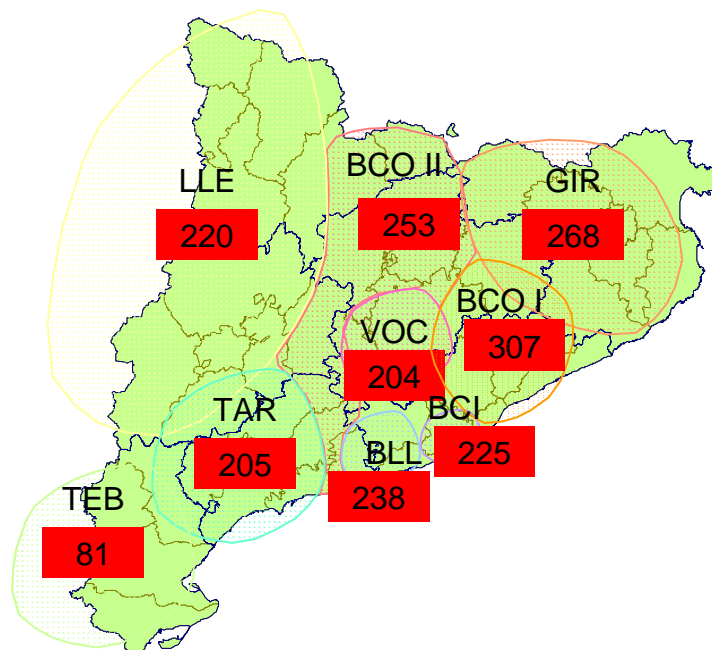 LLE
220
BCO II
253
GIR
268
BCO I
307
VOC
204
BCI
225
TAR
205
BLL
238
TEB
81